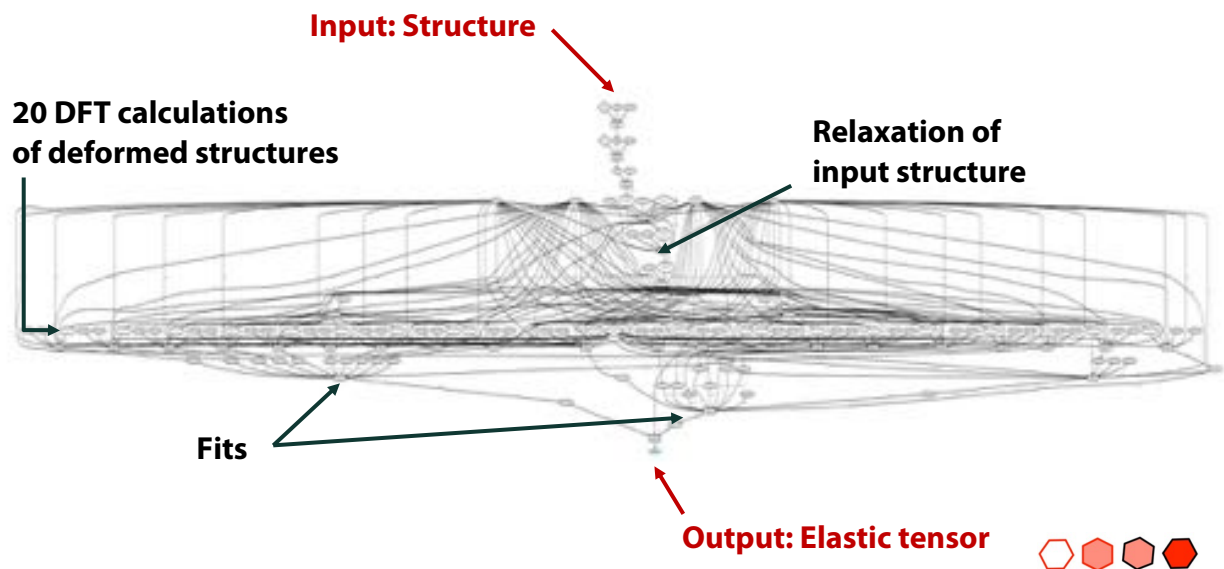 Input: Structure
20 DFT calculations
of deformed structures
Relaxation of
input structure
Fits
Output: Elastic tensor